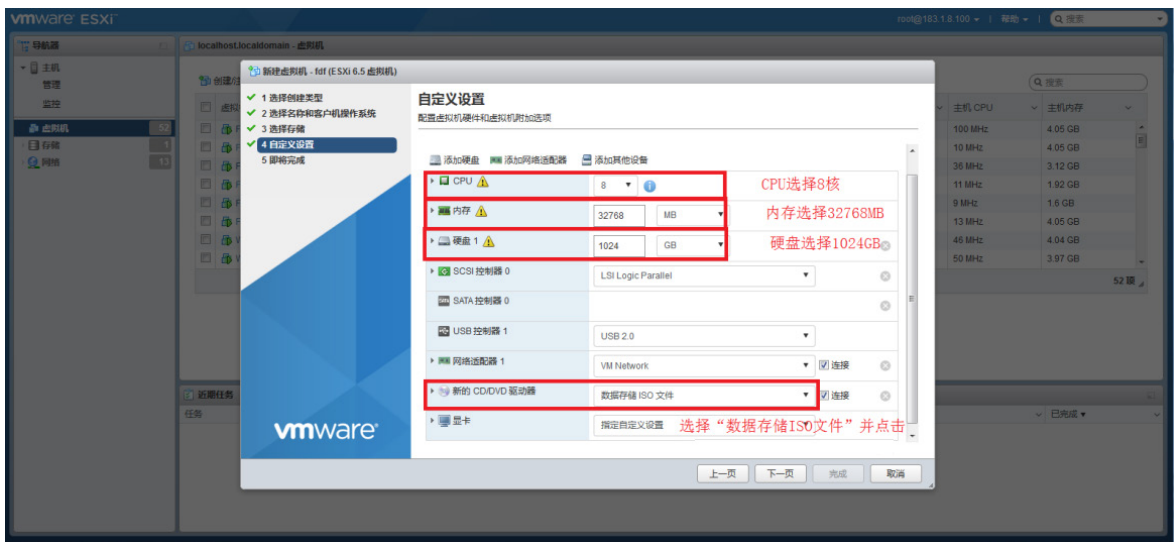 vmware ESXi™
root@183.1.8.100 | 帮助 | 搜索
导航器
localhost.localdomain - 虚拟机
主机
管理
监控
虚拟机 52
存储 1
网络 13
搜索
主机 CPU 主机内存
100 MHz 4.05 GB
10 MHz 4.05 GB
36 MHz 3.12 GB
11 MHz 1.92 GB
9 MHz 1.6 GB
13 MHz 4.05 GB
46 MHz 4.04 GB
50 MHz 3.97 GB
新建虚拟机 - fdf (ESXi 6.5 虚拟机)
1 选择创建类型
2 选择名称和客户机操作系统
3 选择存储
4 自定义设置
5 即将完成
vmware®
自定义设置
配置虚拟机硬件和虚拟机附加选项
添加硬盘 添加网络适配器 添加其他设备
CPU 8 CPU选择8核
内存 32768 MB 内存选择32768MB
硬盘 1 1024 GB 硬盘选择1024GB
SCSI 控制器 0 LSI Logic Parallel
SATA 控制器 0
USB 控制器 1 USB 2.0
网络适配器 1 VM Network 连接
新的 CD/DVD 驱动器 数据存储 ISO 文件 连接
显卡 指定自定义设置 选择“数据存储ISO文件”并点击
上一页 下一页 完成 取消
近期任务
任务
已完成